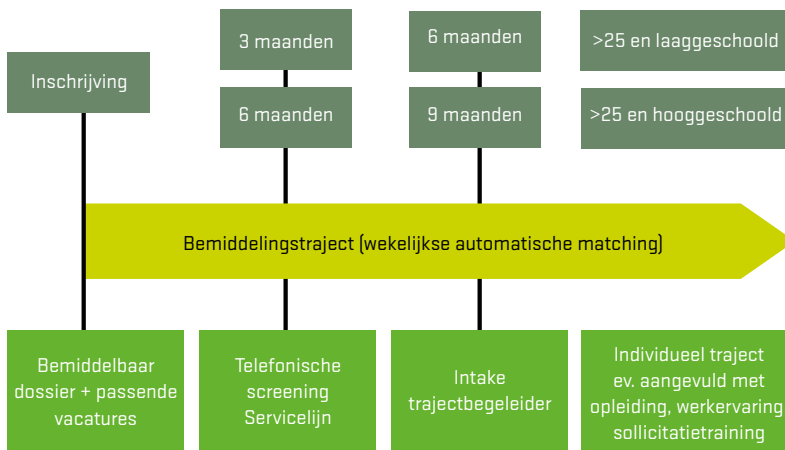 3 maanden
6 maanden
>25 en laaggeschoold
Inschrijving
6 maanden
9 maanden
>25 en hooggeschoold
Bemiddelingstraject (wekelijkse automatische matching)
Bemiddelbaar
dossier + passende
vacatures
Telefonische
screening
Servicelijn
Intake
trajectbegeleider
Individueel traject
ev. aangevuld met
opleiding, werkervaring
sollicitatietraining